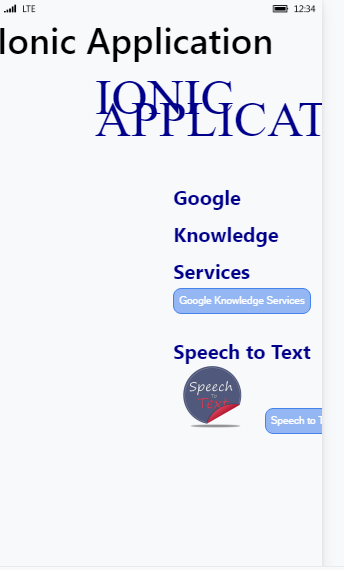 LTE 12:34
Ionic Application
IONIC
APPLICAT
Google
Knowledge
Services
Google Knowledge Services
Speech to Text
Speech
To
Text
Speech to T